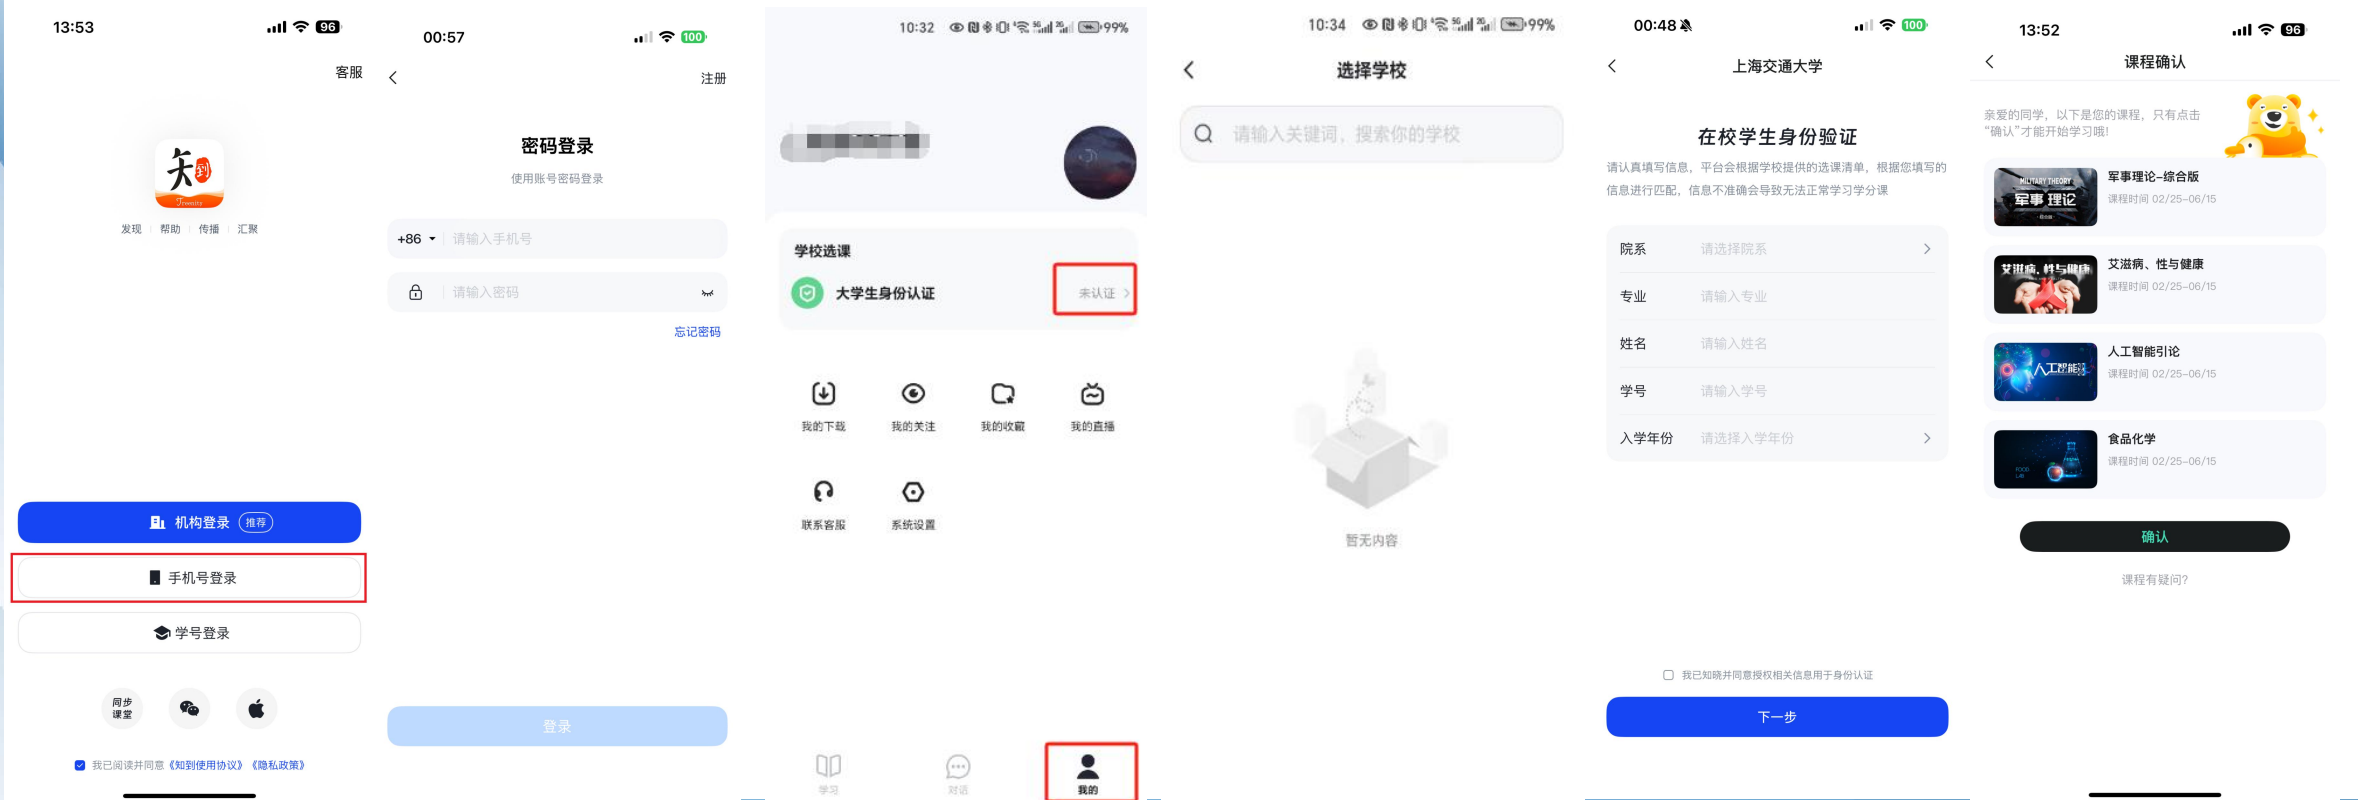 13:53
96
客服
知到
Treenity
发现 帮助 传播 汇聚
机构登录 推荐
手机号登录
学号登录
同步
课堂
我已阅读并同意《知到使用协议》《隐私政策》
00:57
100
注册
密码登录
使用账号密码登录
+86 请输入手机号
请输入密码
忘记密码
登录
10:32
5G 2G 99%
学校选课
大学生身份认证
未认证
我的下载 我的关注 我的收藏 我的直播
联系客服 系统设置
学习 对话 我的
10:34
5G 2G 99%
选择学校
请输入关键词，搜索你的学校
暂无内容
00:48
100
上海交通大学
在校学生身份验证
请认真填写信息，平台会根据学校提供的选课清单，根据您填写的
信息进行匹配，信息不准确会导致无法正常学习学分课
院系 请选择院系
专业 请输入专业
姓名 请输入姓名
学号 请输入学号
入学年份 请选择入学年份
我已知晓并同意授权相关信息用于身份认证
下一步
13:52
96
课程确认
亲爱的同学，以下是您的课程，只有点击
“确认”才能开始学习哦！
MILITARY THEORY
军事 理论
军事理论-综合版
课程时间 02/25-06/15
艾滋病、性与健康
艾滋病、性与健康
课程时间 02/25-06/15
人工智能
人工智能引论
课程时间 02/25-06/15
FOOD
LAB
食品化学
课程时间 02/25-06/15
确认
课程有疑问？